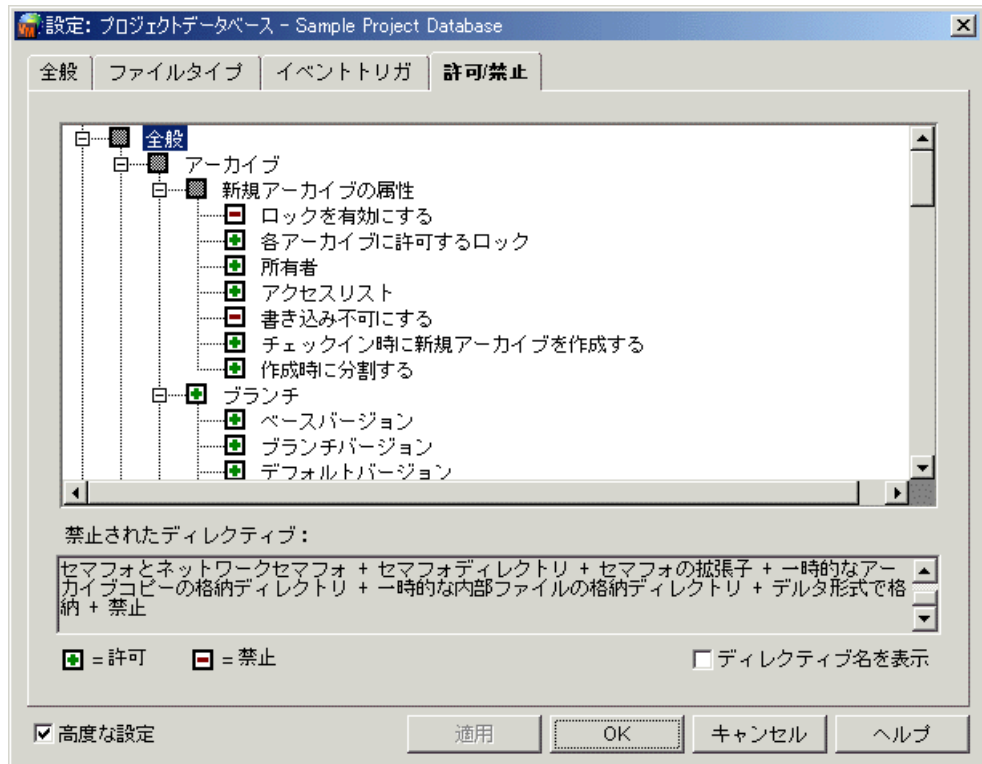 設定: プロジェクトデータベース - Sample Project Database
全般
ファイルタイプ
イベントトリガ
許可/禁止
全般
アーカイブ
新規アーカイブの属性
ロックを有効にする
各アーカイブに許可するロック
所有者
アクセスリスト
書き込み不可にする
チェックイン時に新規アーカイブを作成する
作成時に分割する
ブランチ
ベースバージョン
ブランチバージョン
デフォルトバージョン
禁止されたディレクティブ：
セマフォとネットワークセマフォ + セマフォディレクトリ + セマフォの拡張子 + 一時的なアー
カイブコピーの格納ディレクトリ + 一時的な内部ファイルの格納ディレクトリ + デルタ形式で格
納 + 禁止
= 許可
= 禁止
ディレクティブ名を表示
高度な設定
適用
OK
キャンセル
ヘルプ